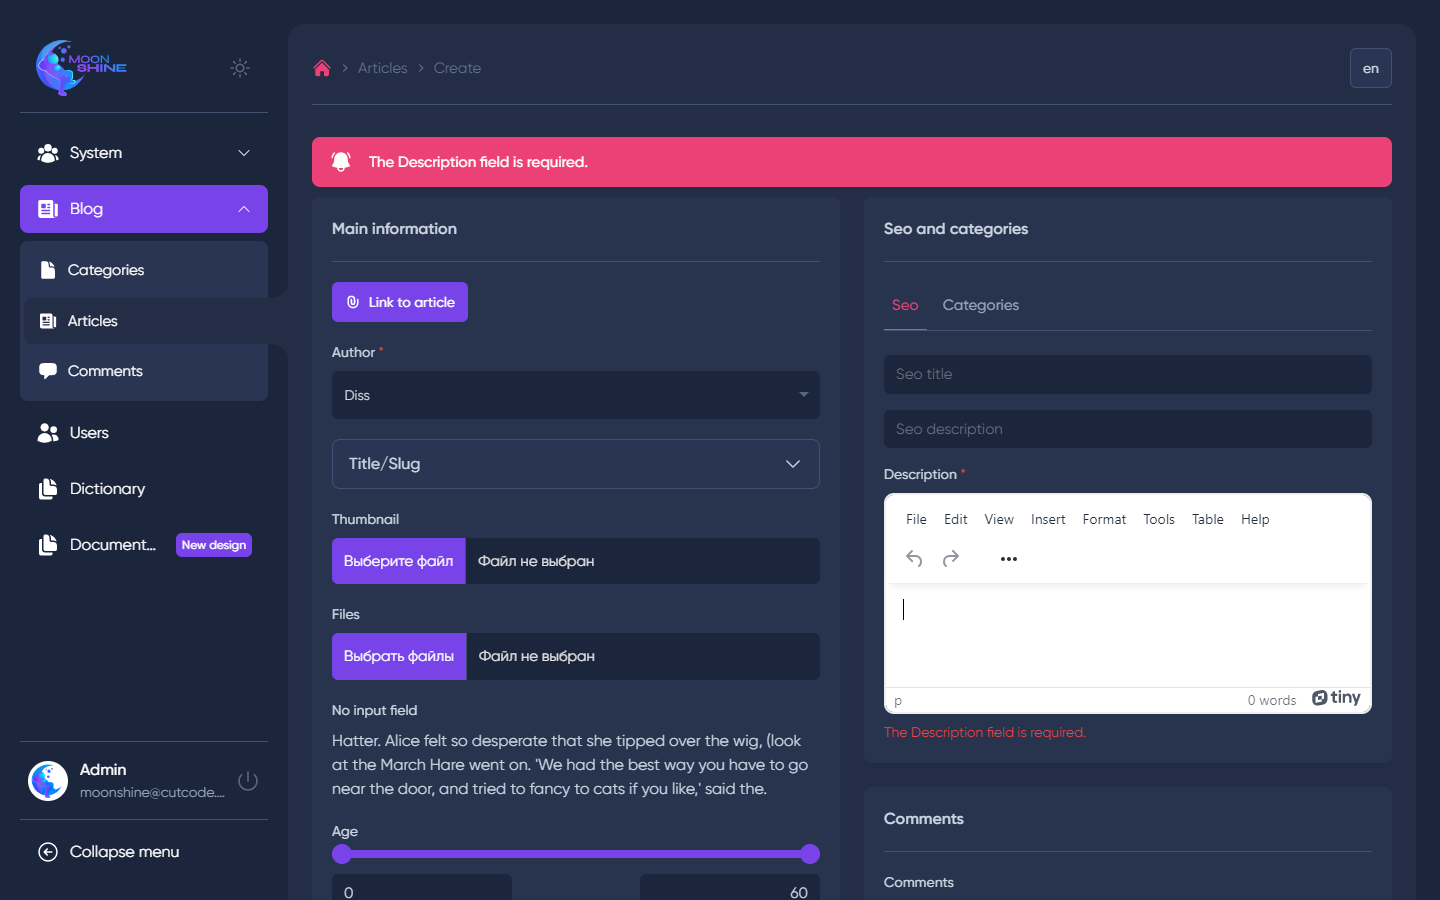 MOON
SHINE
System
Blog
Categories
Articles
Comments
Users
Dictionary
Document...
New design
Admin
moonshine@cutcode....
Collapse menu
Articles
Create
en
The Description field is required.
Main information
Link to article
Author *
Diss
Title/Slug
Thumbnail
Выберите файл
Файл не выбран
Files
Выбрать файлы
Файл не выбран
No input field
Hatter. Alice felt so desperate that she tipped over the wig, (look
at the March Hare went on. 'We had the best way you have to go
near the door, and tried to fancy to cats if you like,' said the.
Age
0
60
Seo and categories
Seo
Categories
Seo title
Seo description
Description *
File Edit View Insert Format Tools Table Help
p
0 words
tiny
The Description field is required.
Comments
Comments